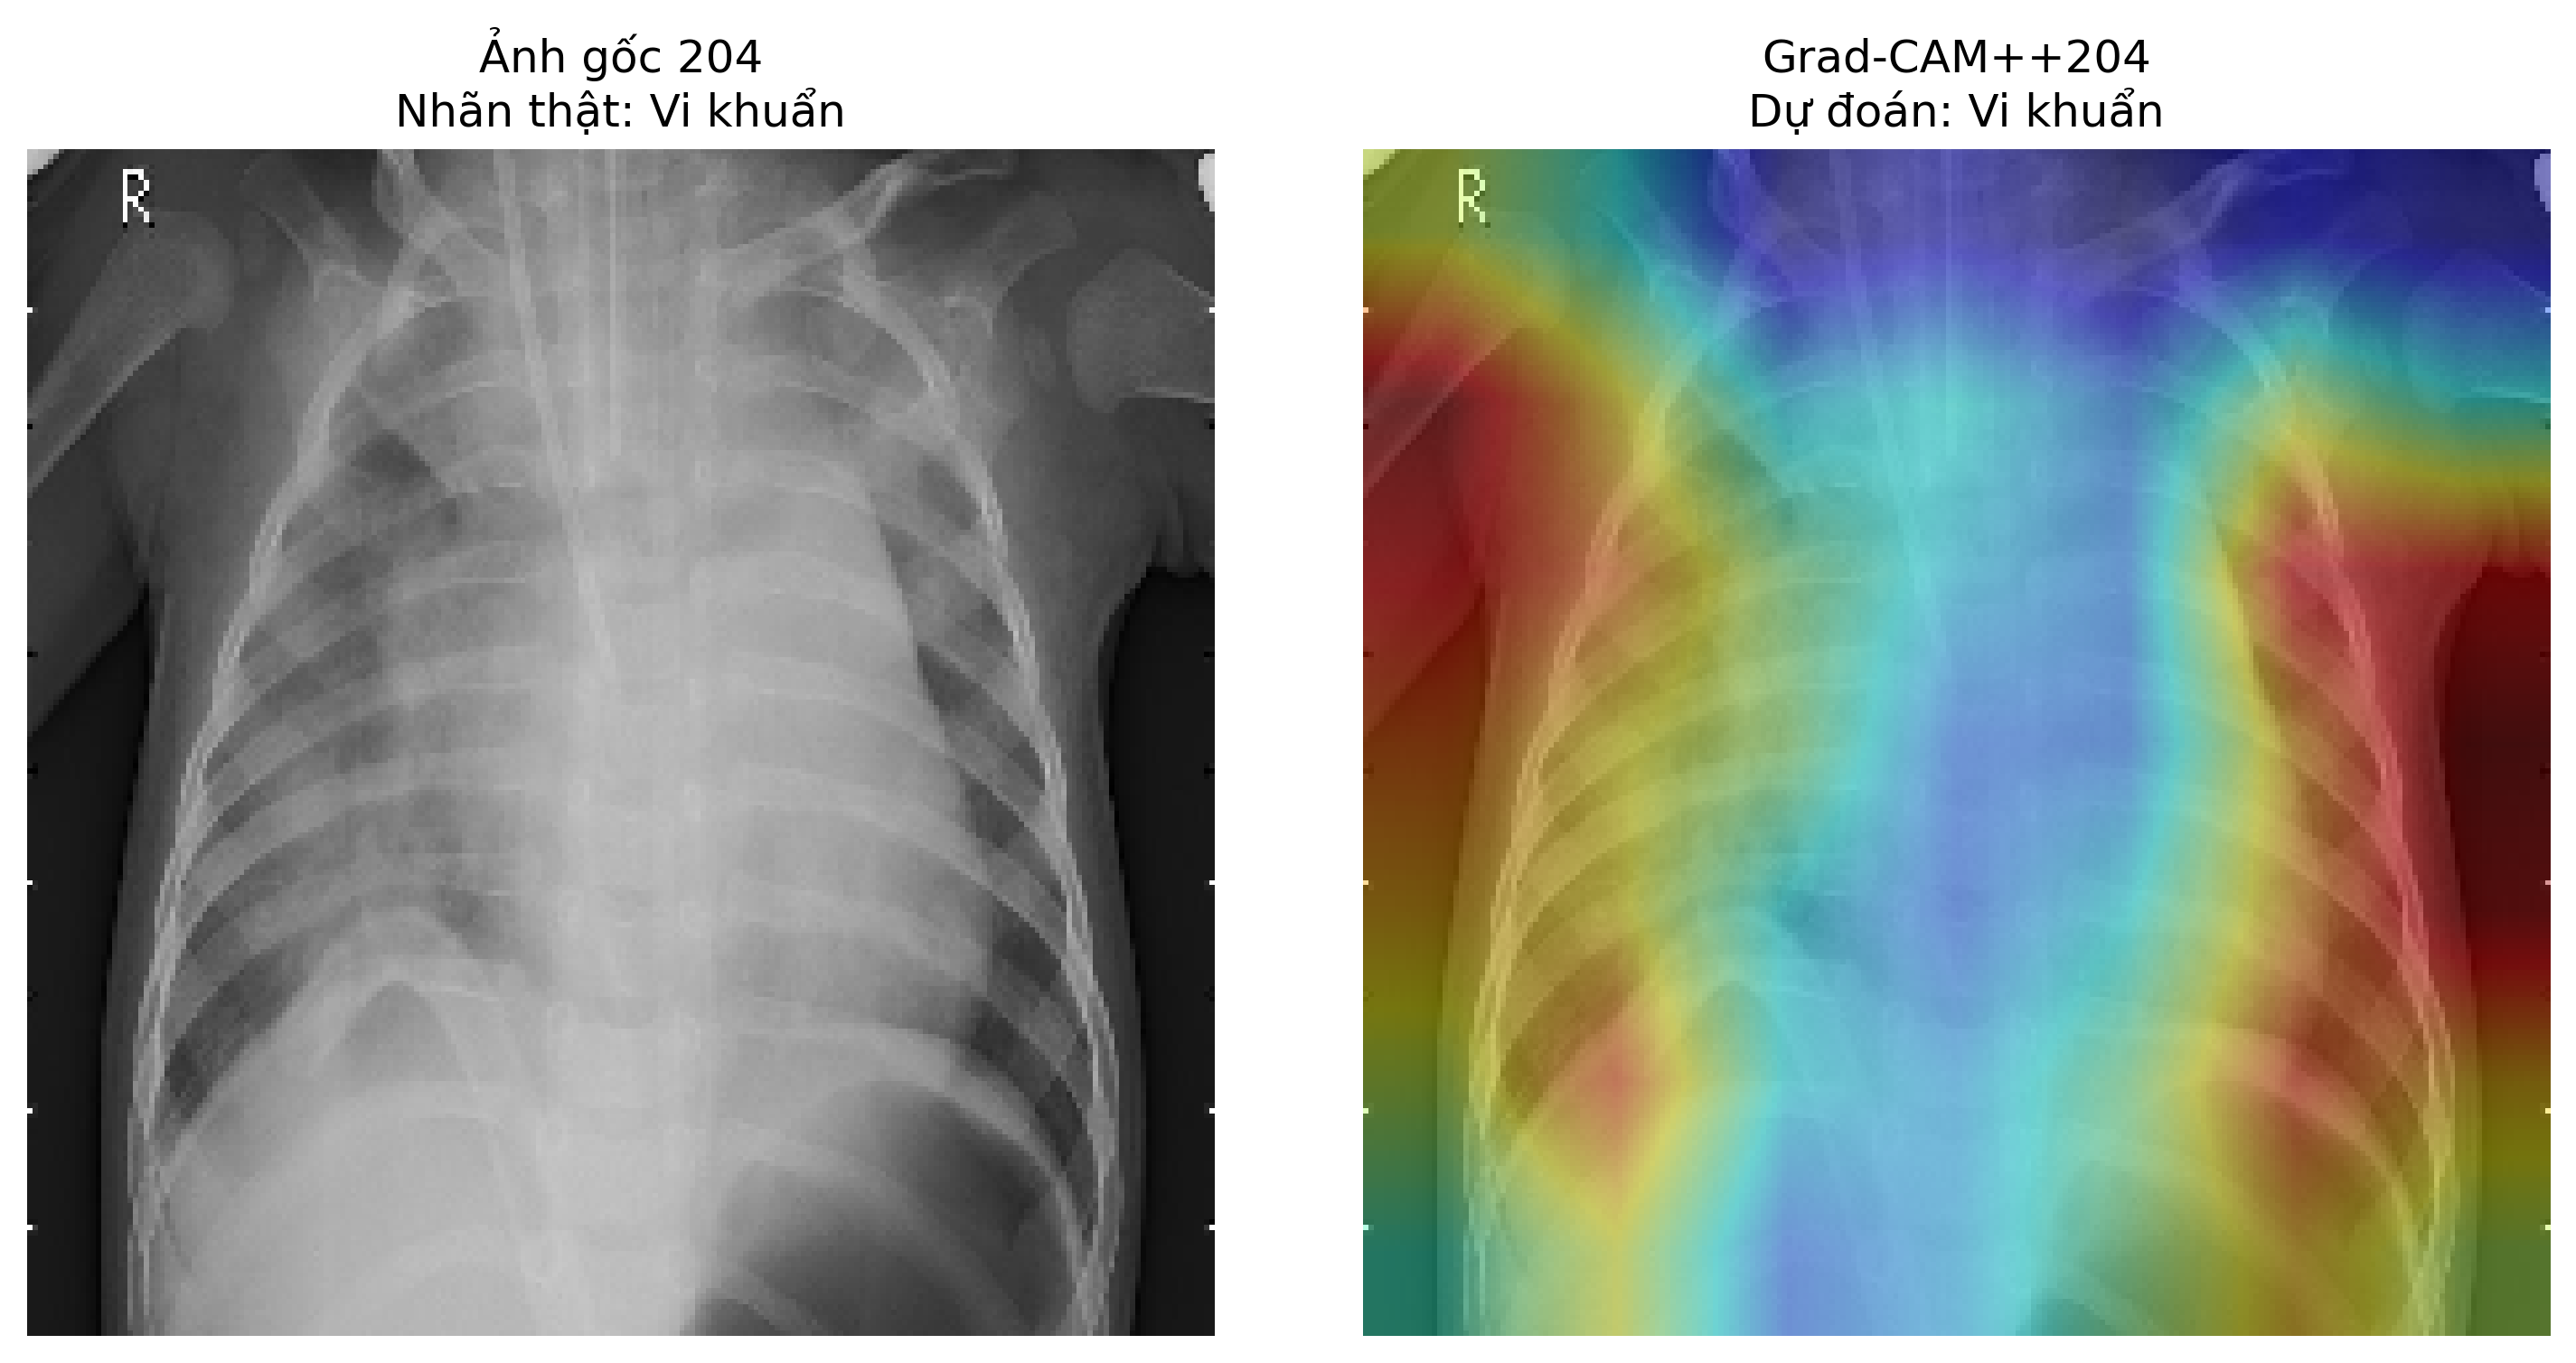 Ảnh gốc 204
Nhãn thật: Vi khuẩn
R
Grad-CAM++204
Dự đoán: Vi khuẩn
R